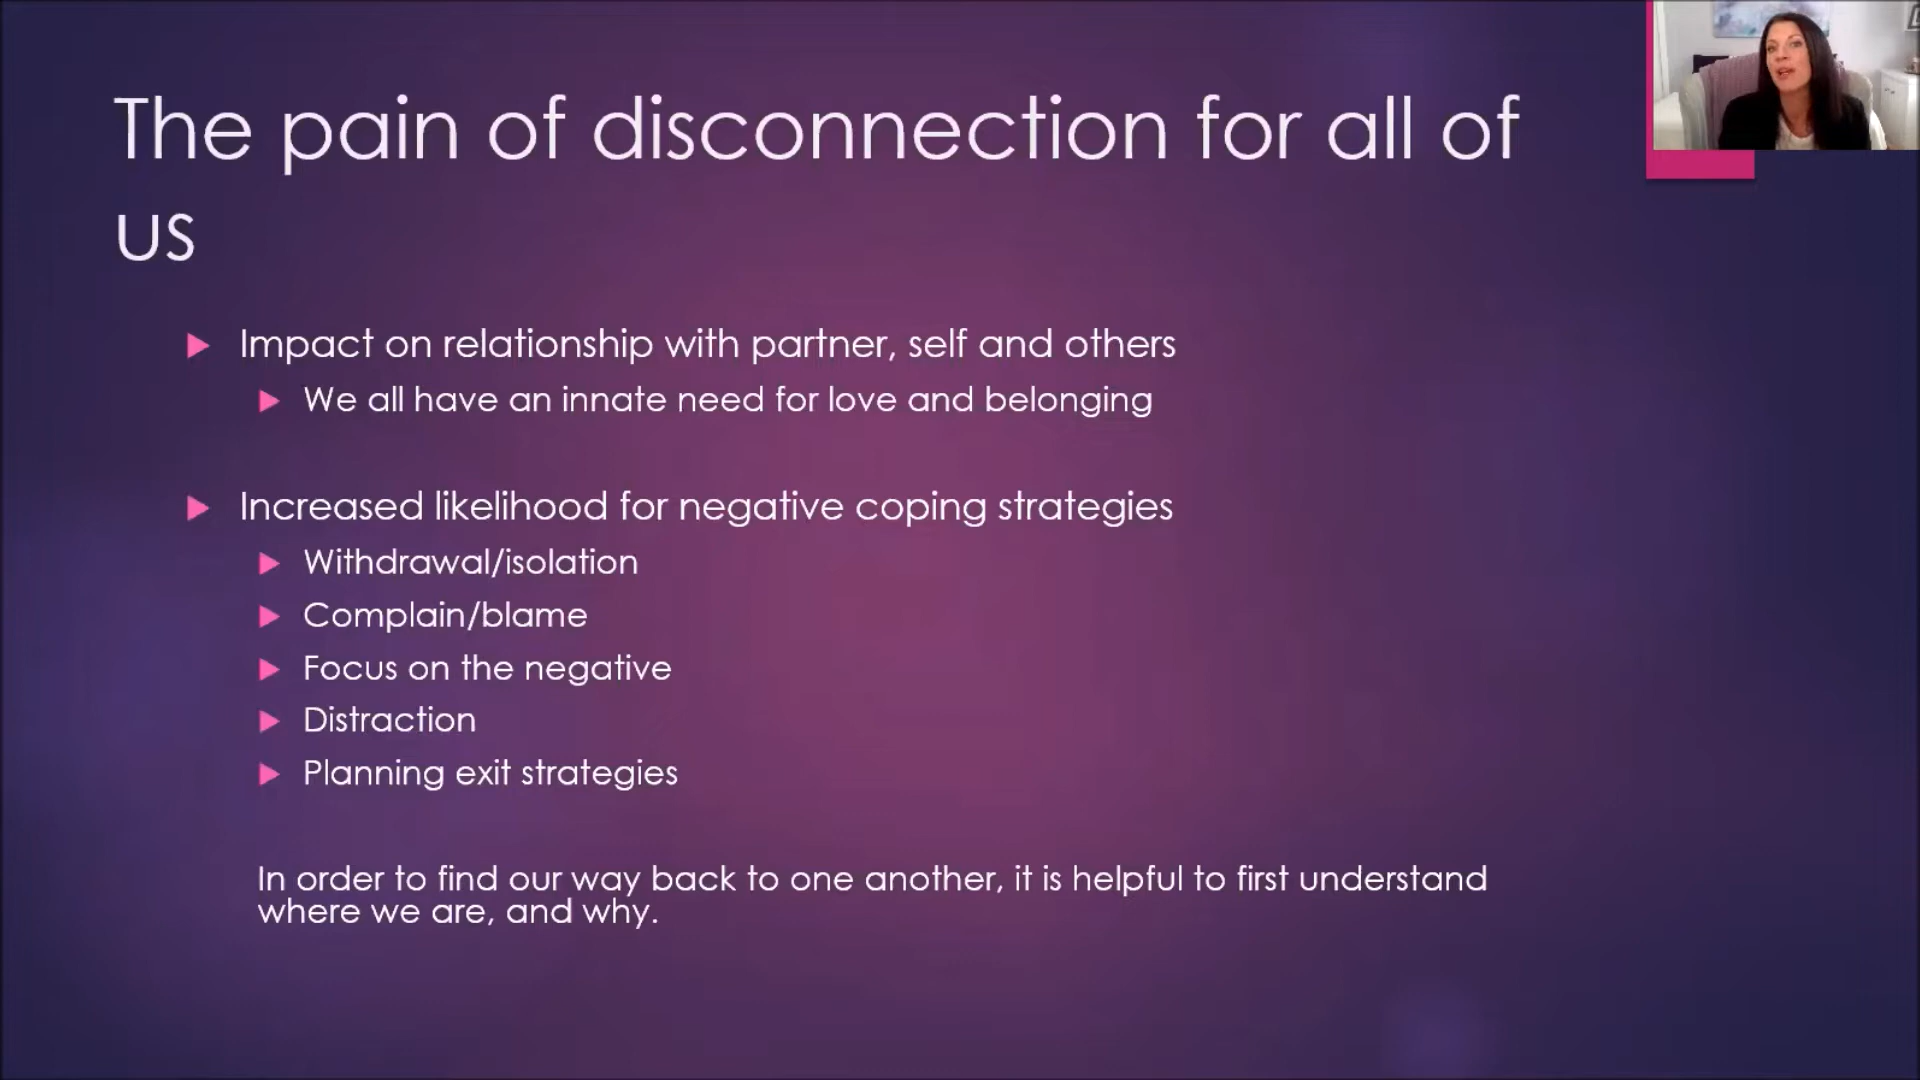 The pain of disconnection for all of
us
Impact on relationship with partner, self and others
We all have an innate need for love and belonging
Increased likelihood for negative coping strategies
Withdrawal/isolation
Complain/blame
Focus on the negative
Distraction
Planning exit strategies
In order to find our way back to one another, it is helpful to first understand
where we are, and why.